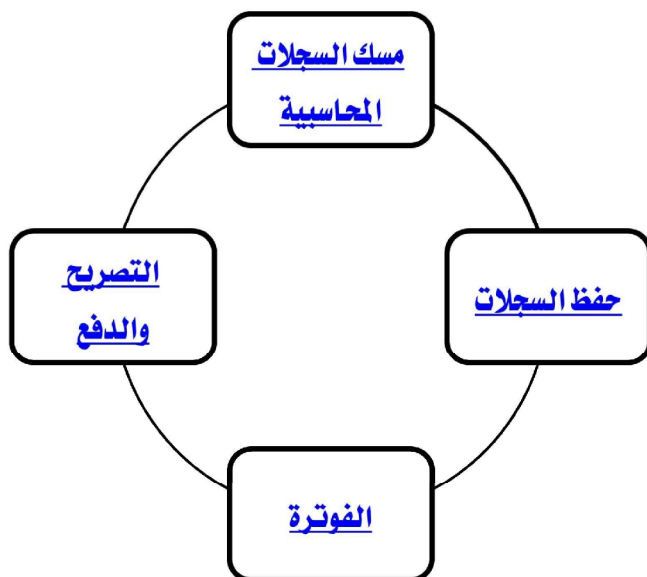 مسك السجلات
المحاسبية
حفظ السجلات
الفوترة
التصريح
والدفع